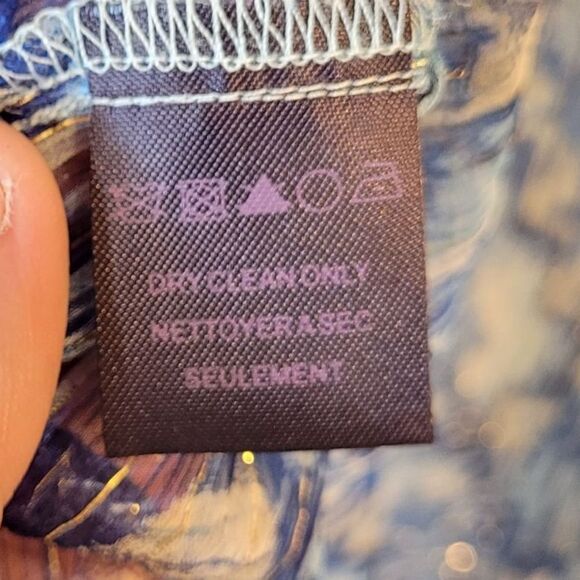 DRY CLEAN ONLY
NETTOYER A SEC
SEULEMENT